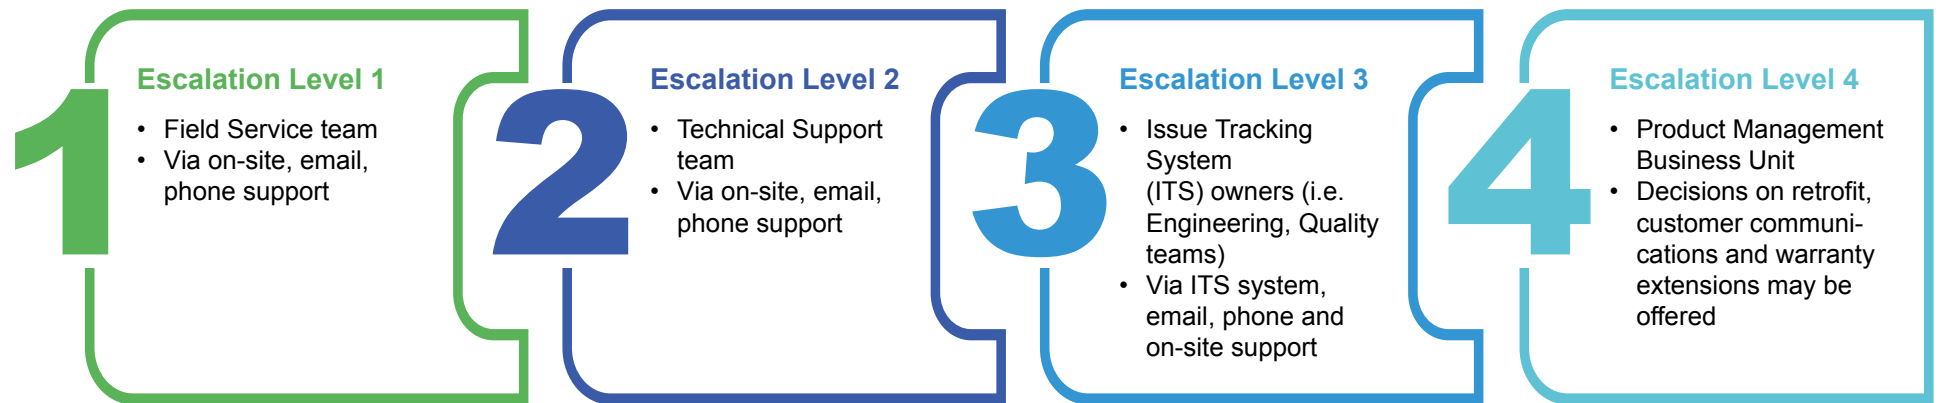 1
Escalation Level 1
• Field Service team
• Via on-site, email,
phone support
2
Escalation Level 2
• Technical Support
team
• Via on-site, email,
phone support
3
Escalation Level 3
• Issue Tracking
System
(ITS) owners (i.e.
Engineering, Quality
teams)
• Via ITS system,
email, phone and
on-site support
4
Escalation Level 4
• Product Management
Business Unit
• Decisions on retrofit,
customer communi-
cations and warranty
extensions may be
offered